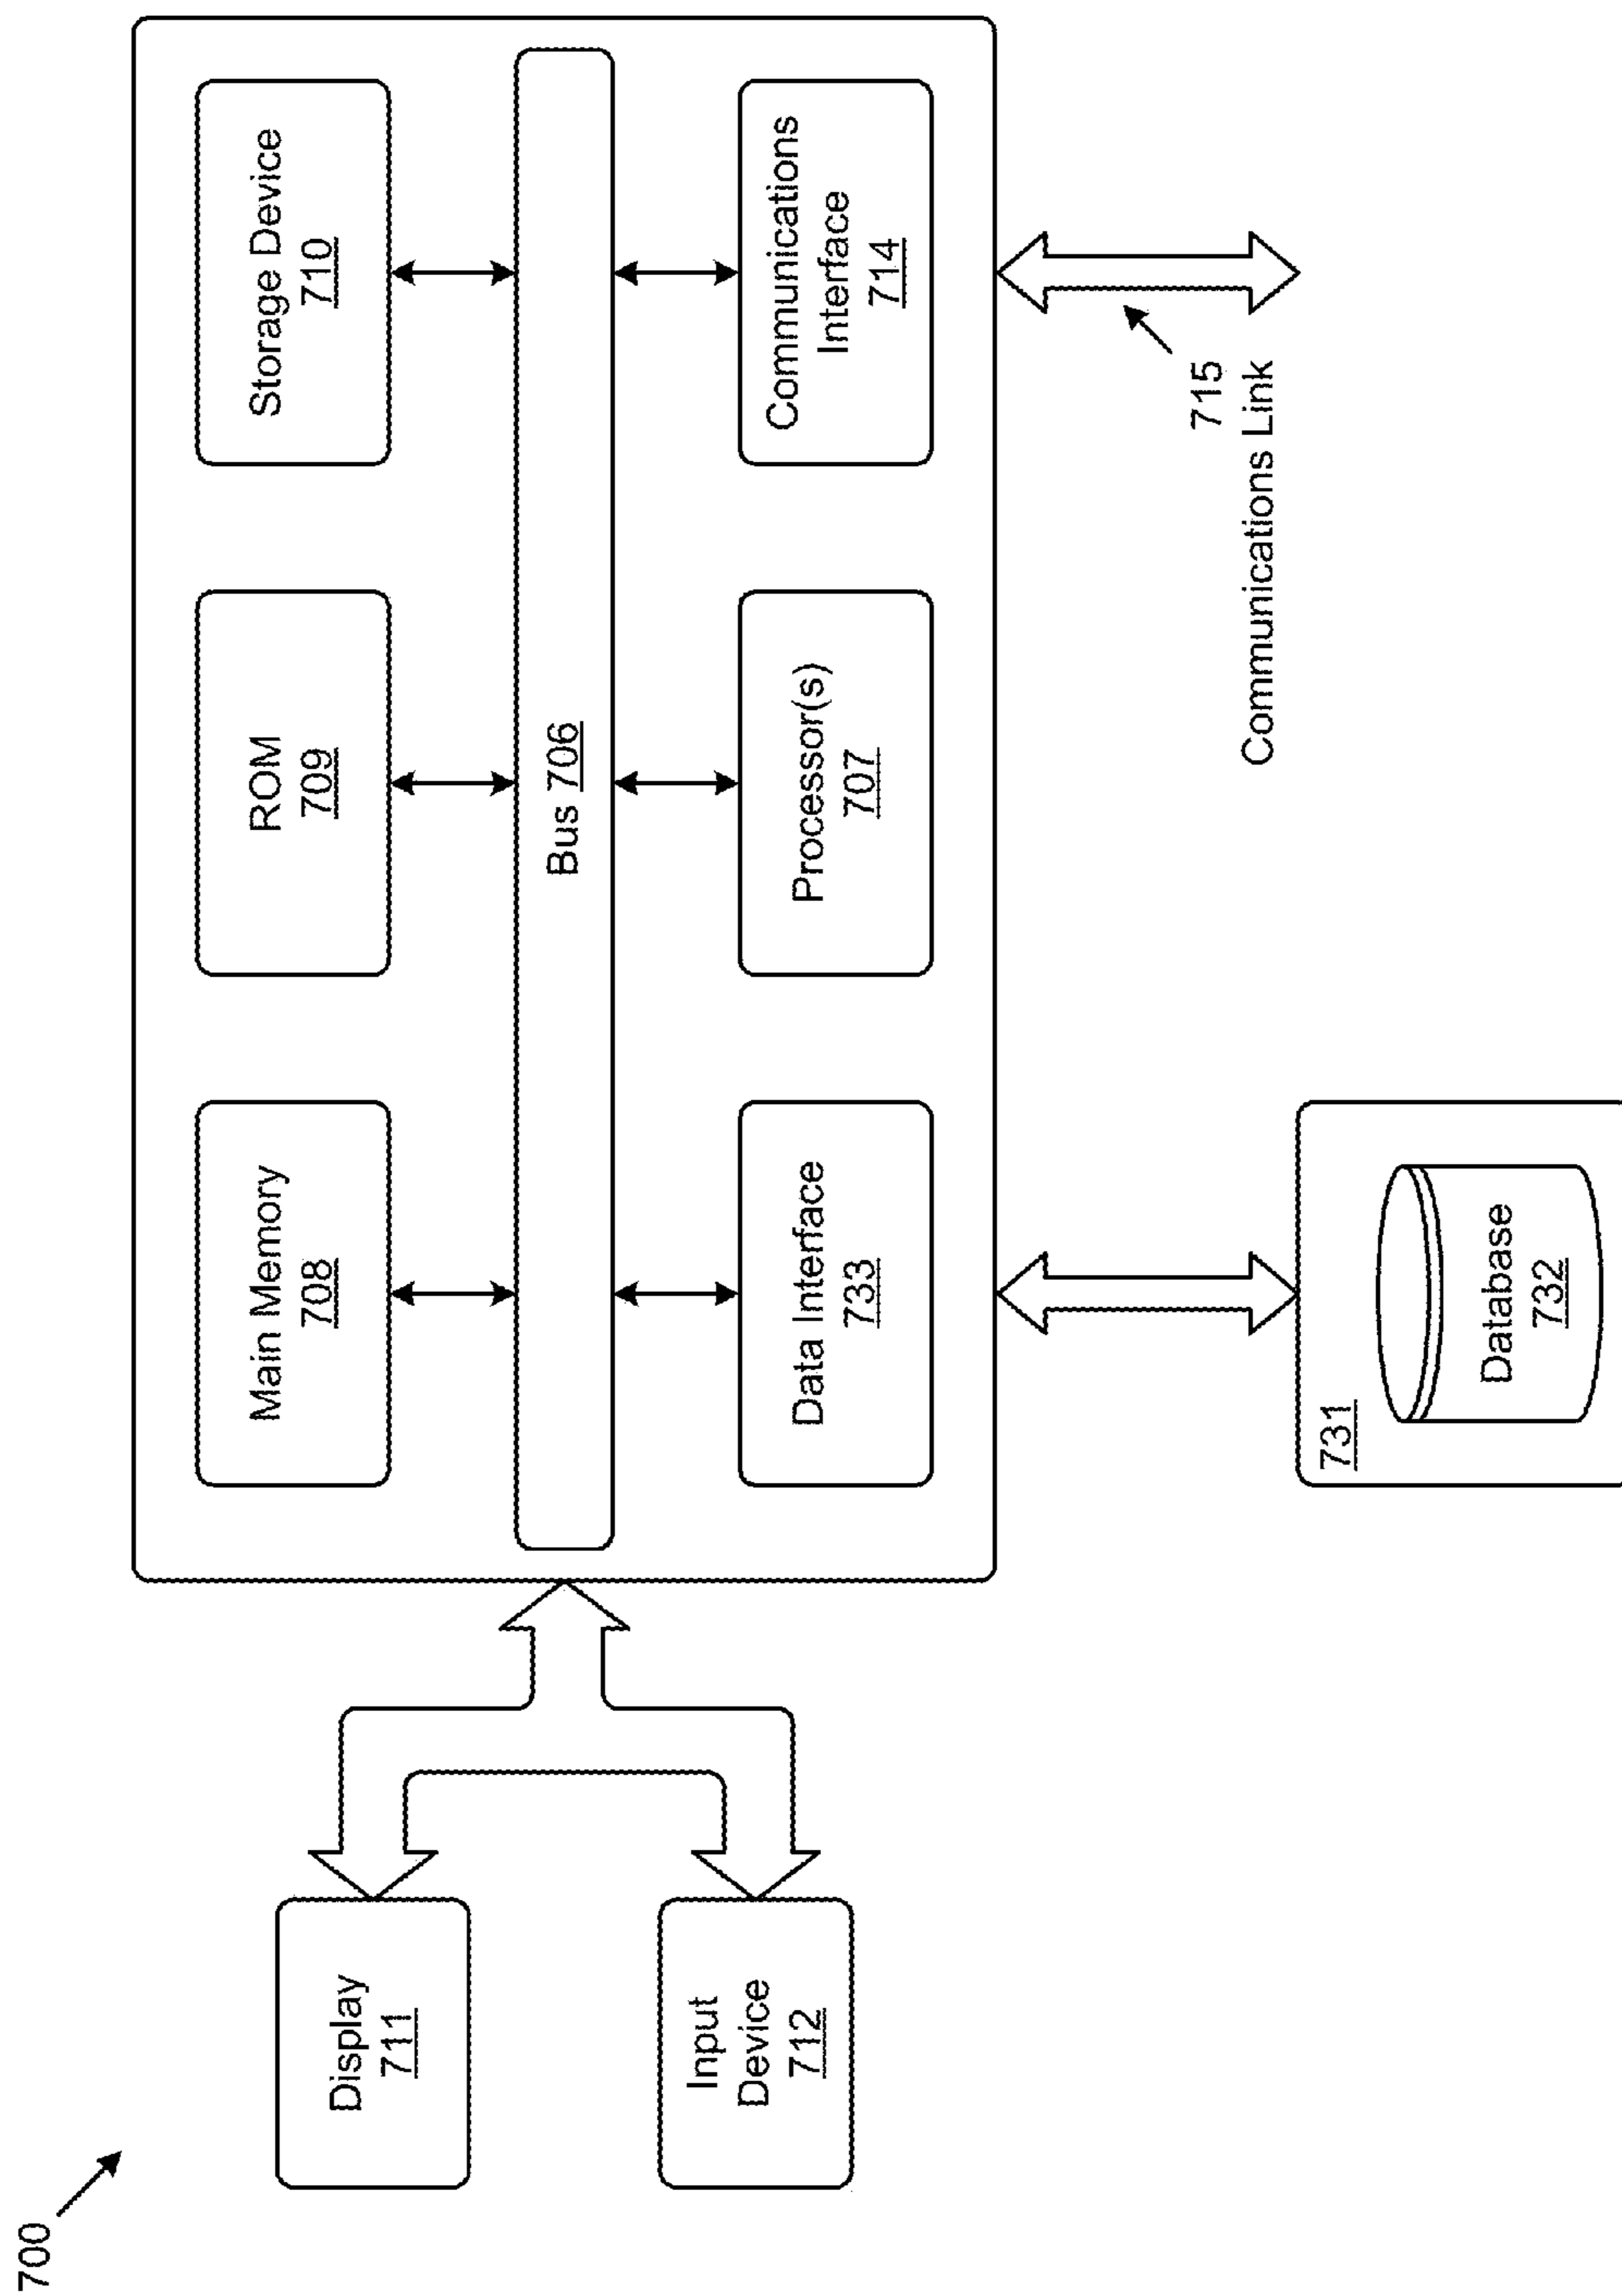 700
Display
711
Input
Device
712
Main Memory
708
ROM
709
Storage Device
710
Bus 706
Data Interface
733
Processor(s)
707
Communications
Interface
714
715
Communications Link
731
Database
732